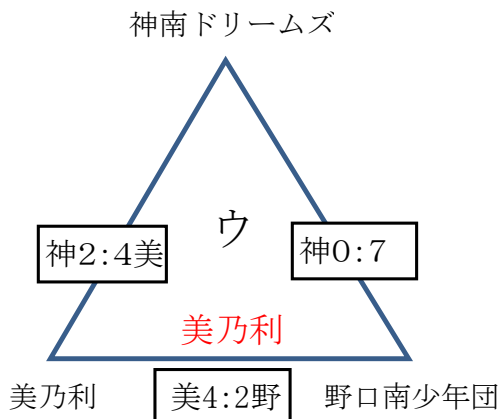 神南ドリームズ
ウ
神2:4美
神0:7
美乃利
美乃利
美4:2野
野口南少年団